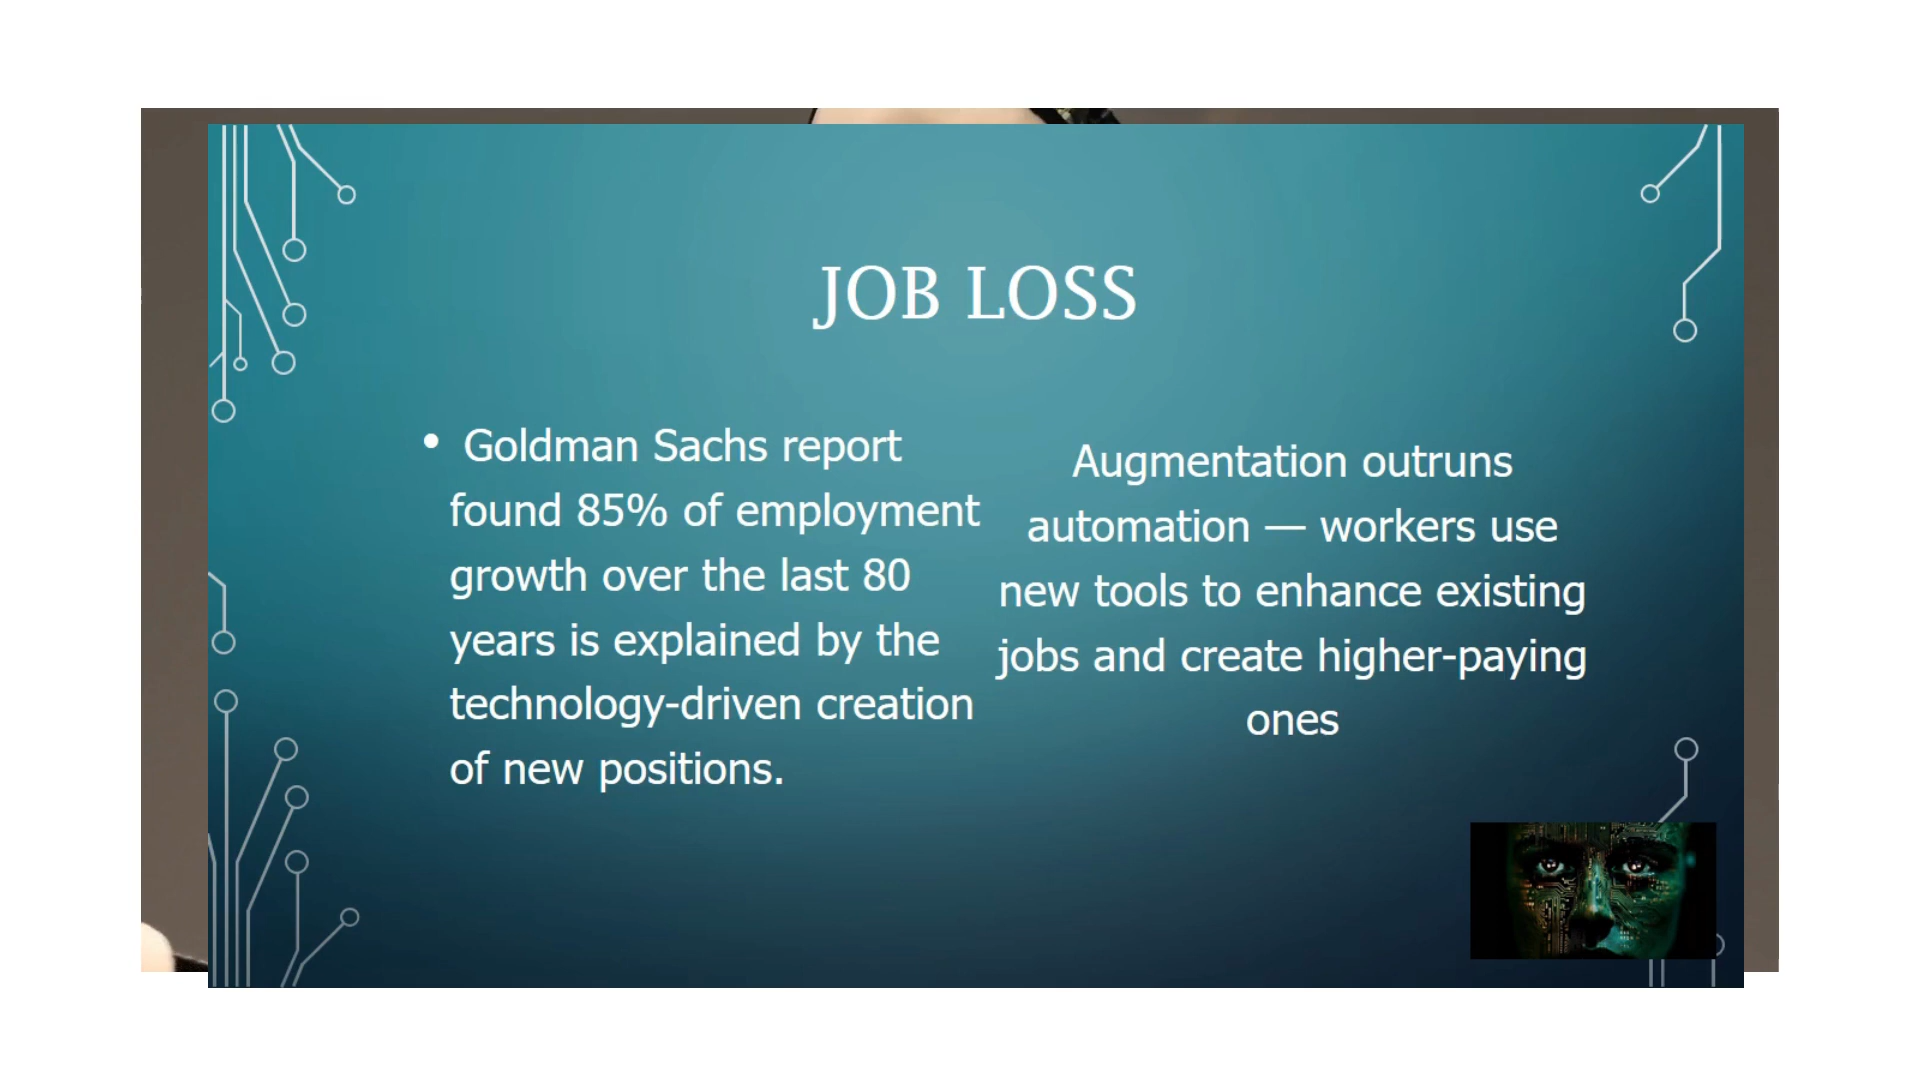 JOB LOSS
• Goldman Sachs report
found 85% of employment
growth over the last 80
years is explained by the
technology-driven creation
of new positions.
Augmentation outruns
automation — workers use
new tools to enhance existing
jobs and create higher-paying
ones